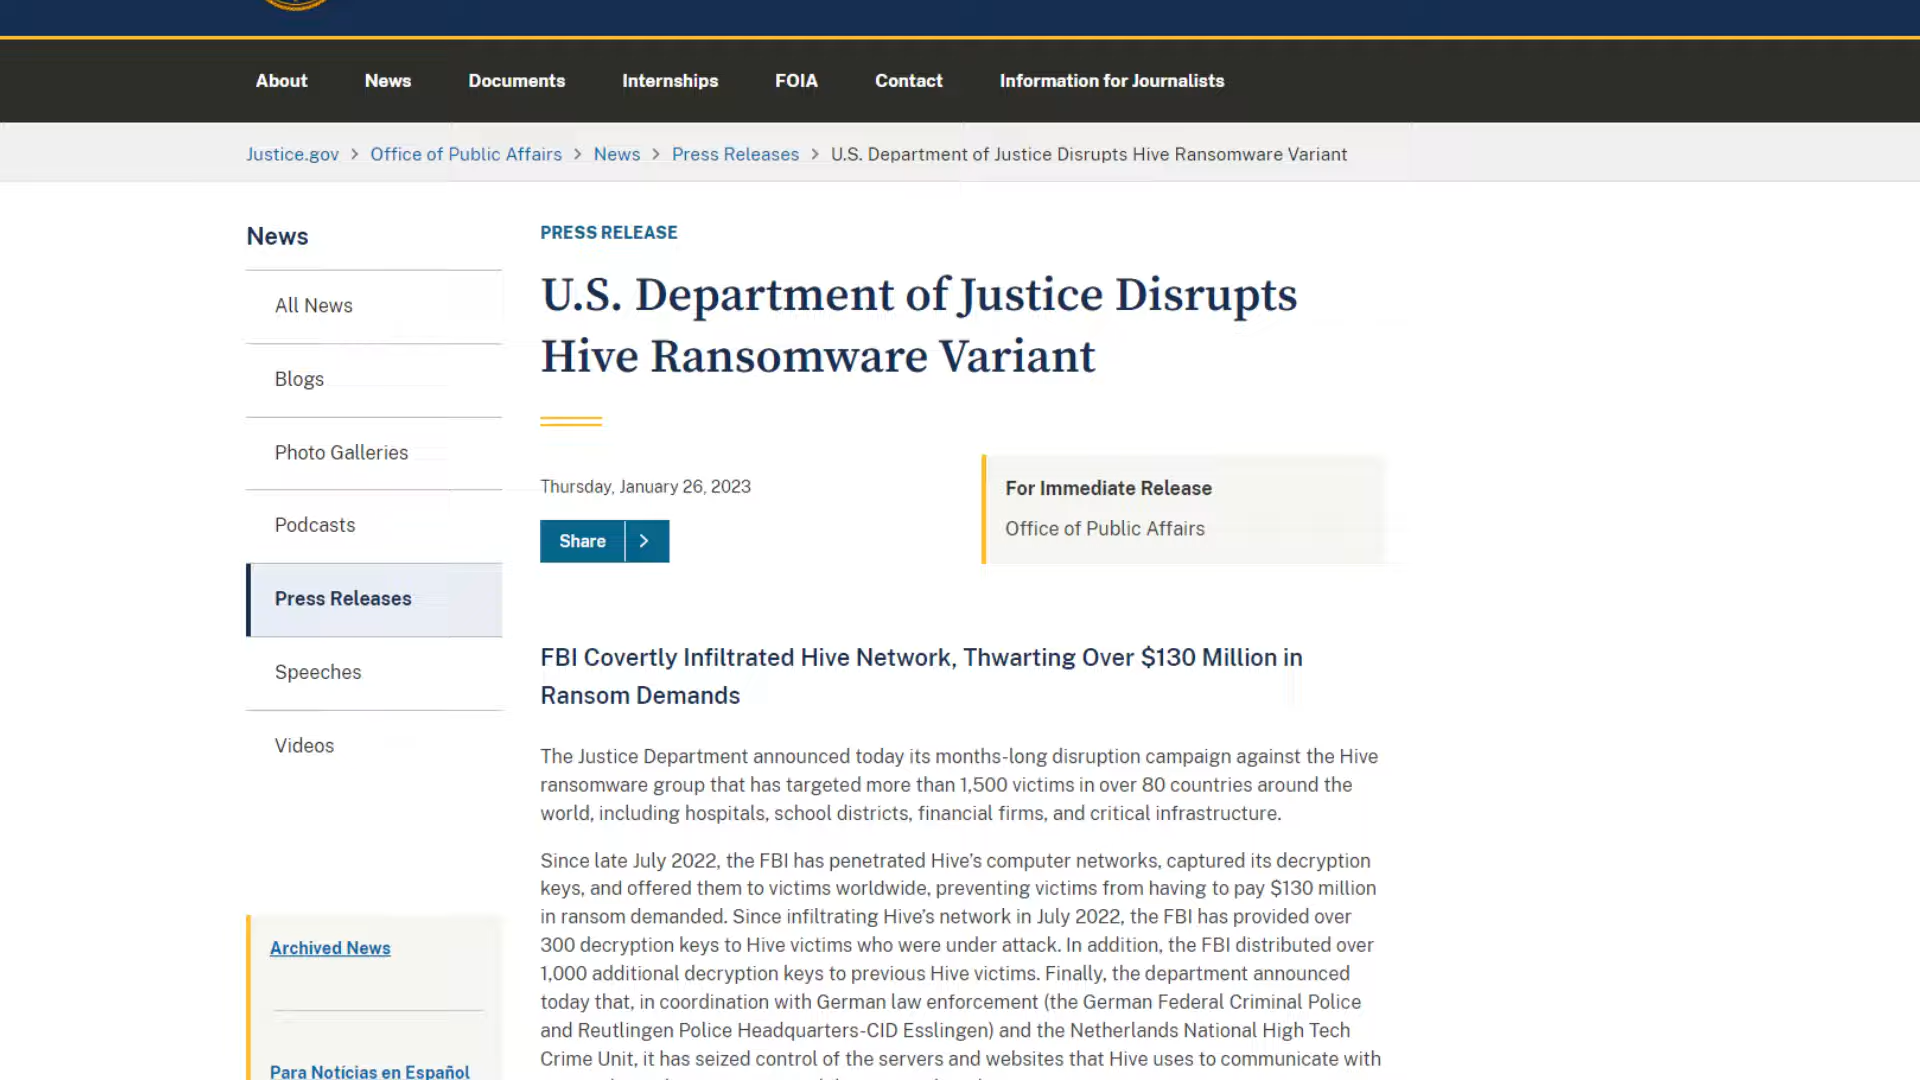 About News Documents Internships FOIA Contact Information for Journalists
Justice.gov > Office of Public Affairs > News > Press Releases > U.S. Department of Justice Disrupts Hive Ransomware Variant
News
All News
Blogs
Photo Galleries
Podcasts
Press Releases
Speeches
Videos
Archived News
Para Notícias en Español
PRESS RELEASE
U.S. Department of Justice Disrupts
Hive Ransomware Variant
Thursday, January 26, 2023
Share >
For Immediate Release
Office of Public Affairs
FBI Covertly Infiltrated Hive Network, Thwarting Over $130 Million in
Ransom Demands
The Justice Department announced today its months-long disruption campaign against the Hive
ransomware group that has targeted more than 1,500 victims in over 80 countries around the
world, including hospitals, school districts, financial firms, and critical infrastructure.
Since late July 2022, the FBI has penetrated Hive’s computer networks, captured its decryption
keys, and offered them to victims worldwide, preventing victims from having to pay $130 million
in ransom demanded. Since infiltrating Hive’s network in July 2022, the FBI has provided over
300 decryption keys to Hive victims who were under attack. In addition, the FBI distributed over
1,000 additional decryption keys to previous Hive victims. Finally, the department announced
today that, in coordination with German law enforcement (the German Federal Criminal Police
and Reutlingen Police Headquarters-CID Esslingen) and the Netherlands National High Tech
Crime Unit, it has seized control of the servers and websites that Hive uses to communicate with